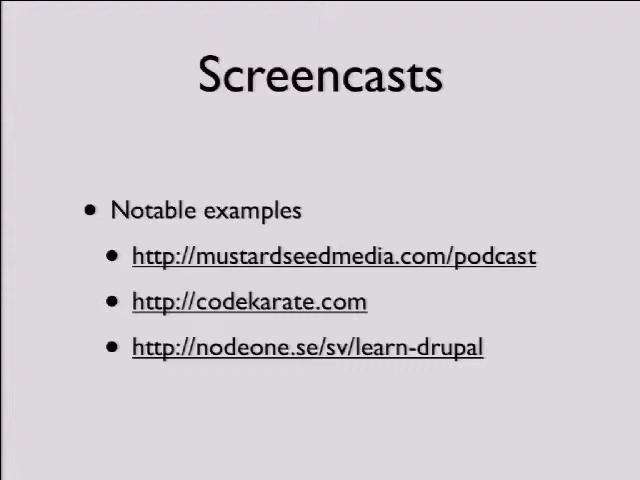 Screencasts
• Notable examples
• http://mustardseedmedia.com/podcast
• http://codekarate.com
• http://nodeone.se/sv/learn-drupal